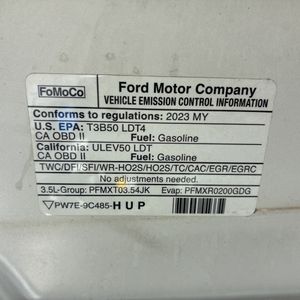 FoMoCo
Ford Motor Company
VEHICLE EMISSION CONTROL INFORMATION
Conforms to regulations: 2023 MY
U.S. EPA: T3B50 LDT4
CA OBD II Fuel: Gasoline
California: ULEV50 LDT
CA OBD II Fuel: Gasoline
TWC/DFI/SFI/WR-HO2S/HO2S/TC/CAC/EGR/EGRC
No adjustments needed.
3.5L-Group: PFMXT03.54JK Evap: PFMXR0200GDG
PW7E-9C485-HUP